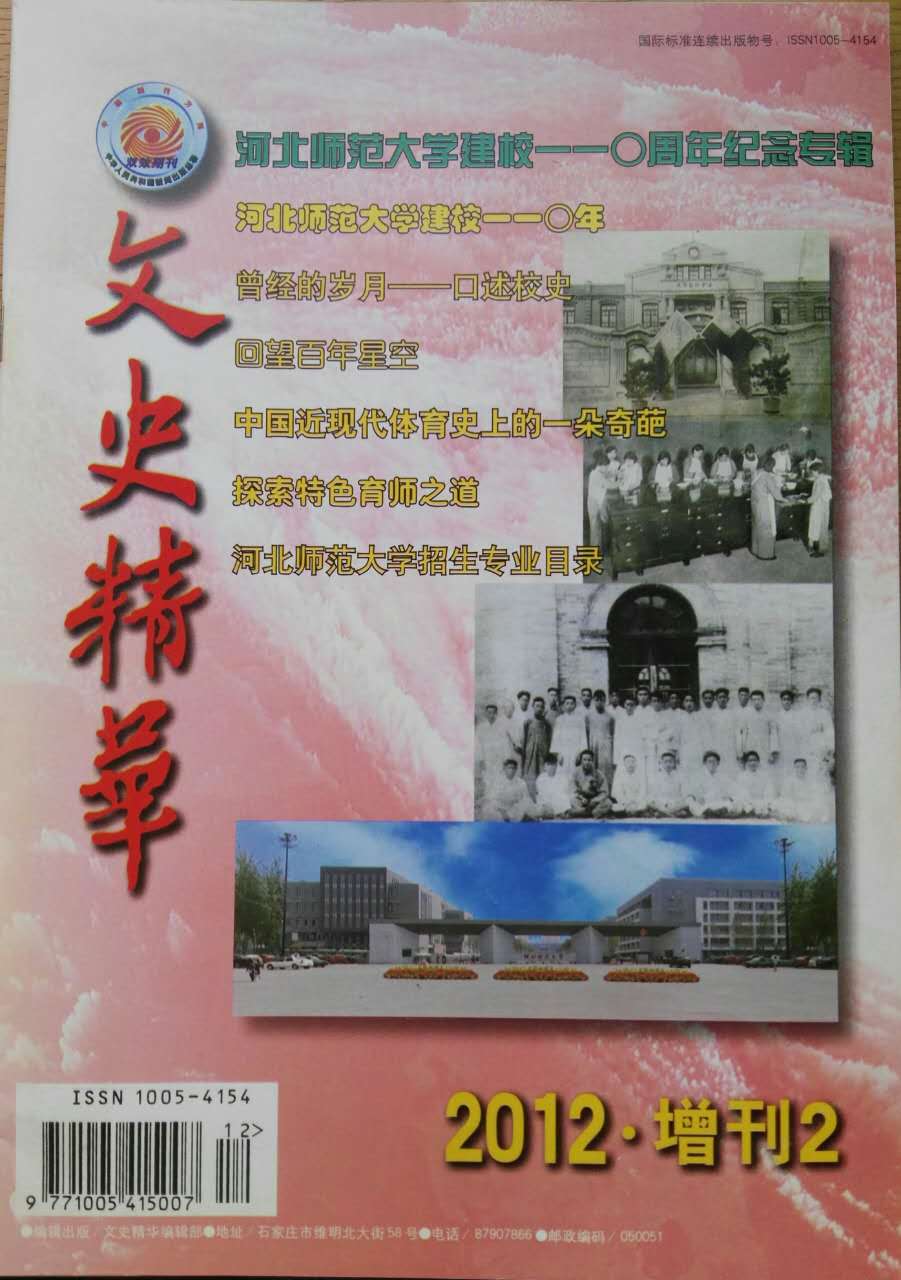 国际标准连续出版物号：ISSN1005-4154
双效期刊
河北师范大学建校一一〇周年纪念专辑
河北师范大学建校一一〇年
曾经的岁月——口述校史
回望百年星空
中国近现代体育史上的一朵奇葩
探索特色育师之道
河北师范大学招生专业目录
文史精华
ISSN 1005-4154
12>
9 771005 415007
2012·增刊2
●编辑出版/文史精华编辑部●地址/石家庄市维明北大街58号●电话/87907866●邮政编码/050051